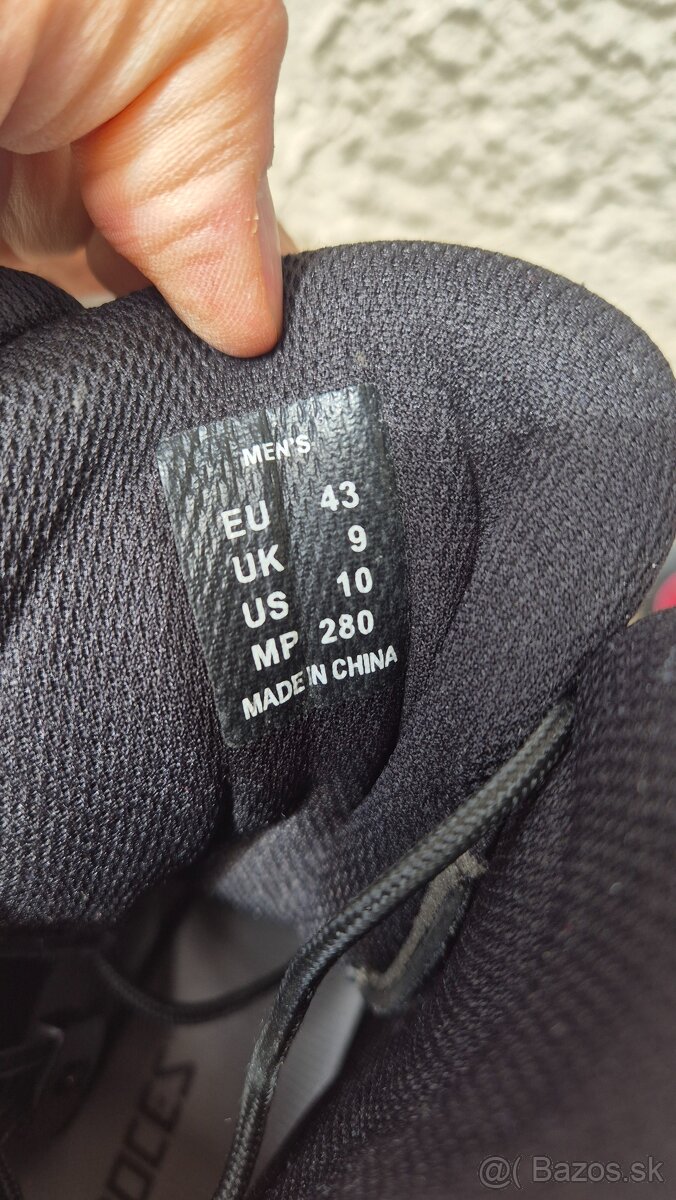 MEN'S
EU 43
UK 9
US 10
MP 280
MADE IN CHINA
@( Bazos.sk